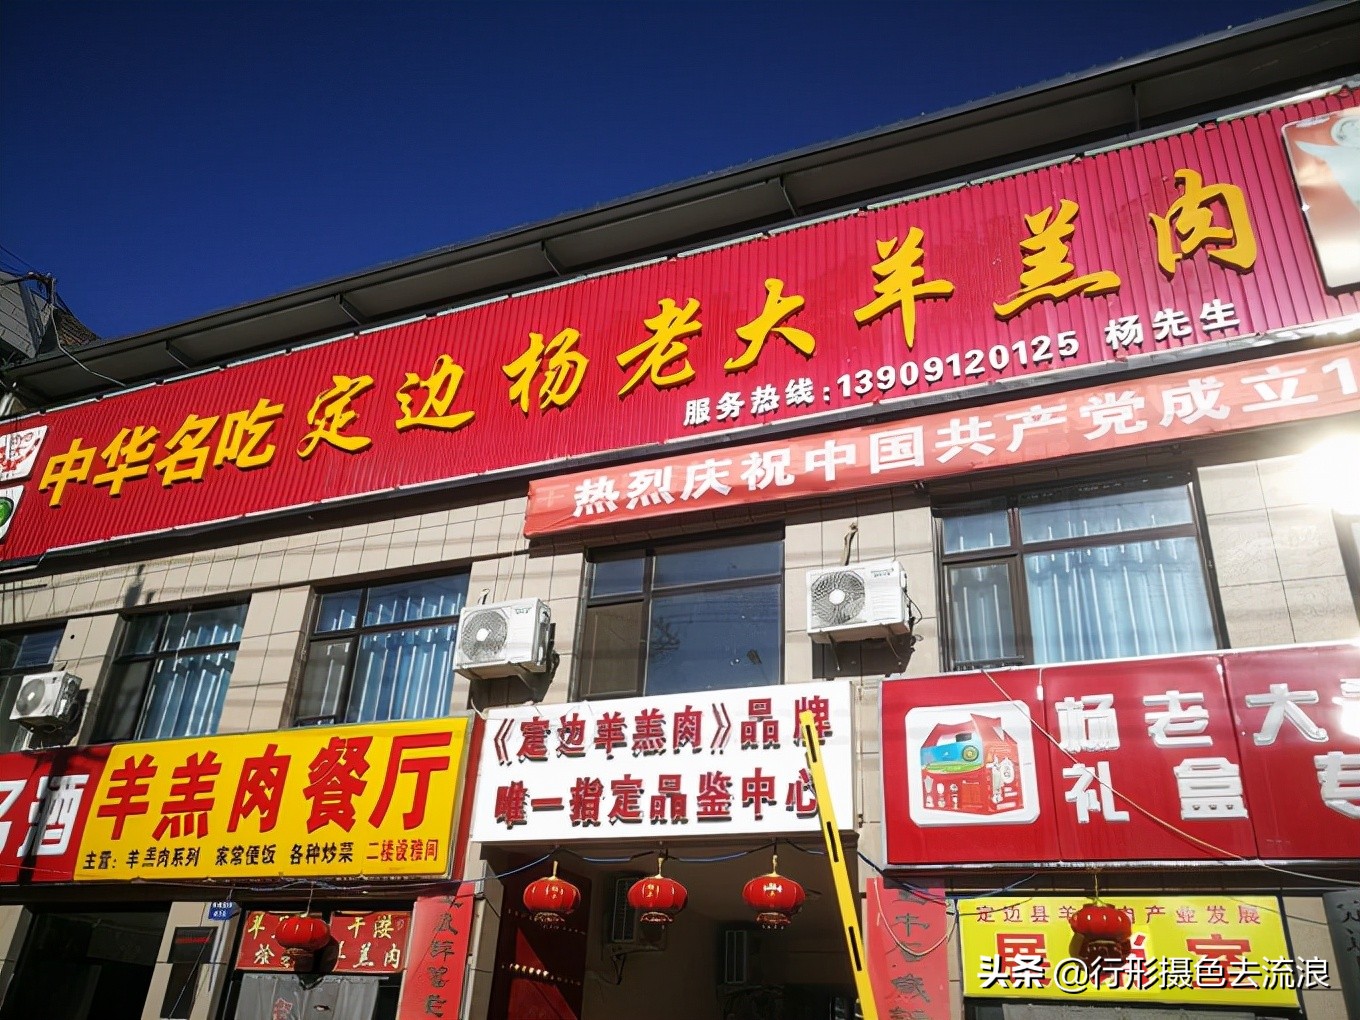 中华名吃 定边杨老大羊羔肉
服务热线:13909120125 杨先生
热烈庆祝中国共产党成立1
《定边羊羔肉》品牌
唯一指定品鉴中心
名酒
羊羔肉餐厅
主营: 羊羔肉系列 家常便饭 各种炒菜 二楼设雅间
杨老大
礼盒专
定边县羊羔肉产业发展
头条 @行形摄色去流浪